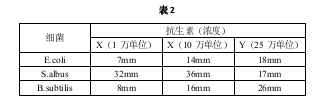 表2
细菌 抗生素（浓度）
X（1 万单位） X（10 万单位） Y（25 万单位）
E.coli 7mm 14mm 18mm
S.albus 32mm 36mm 17mm
B.subtilis 8mm 16mm 26mm